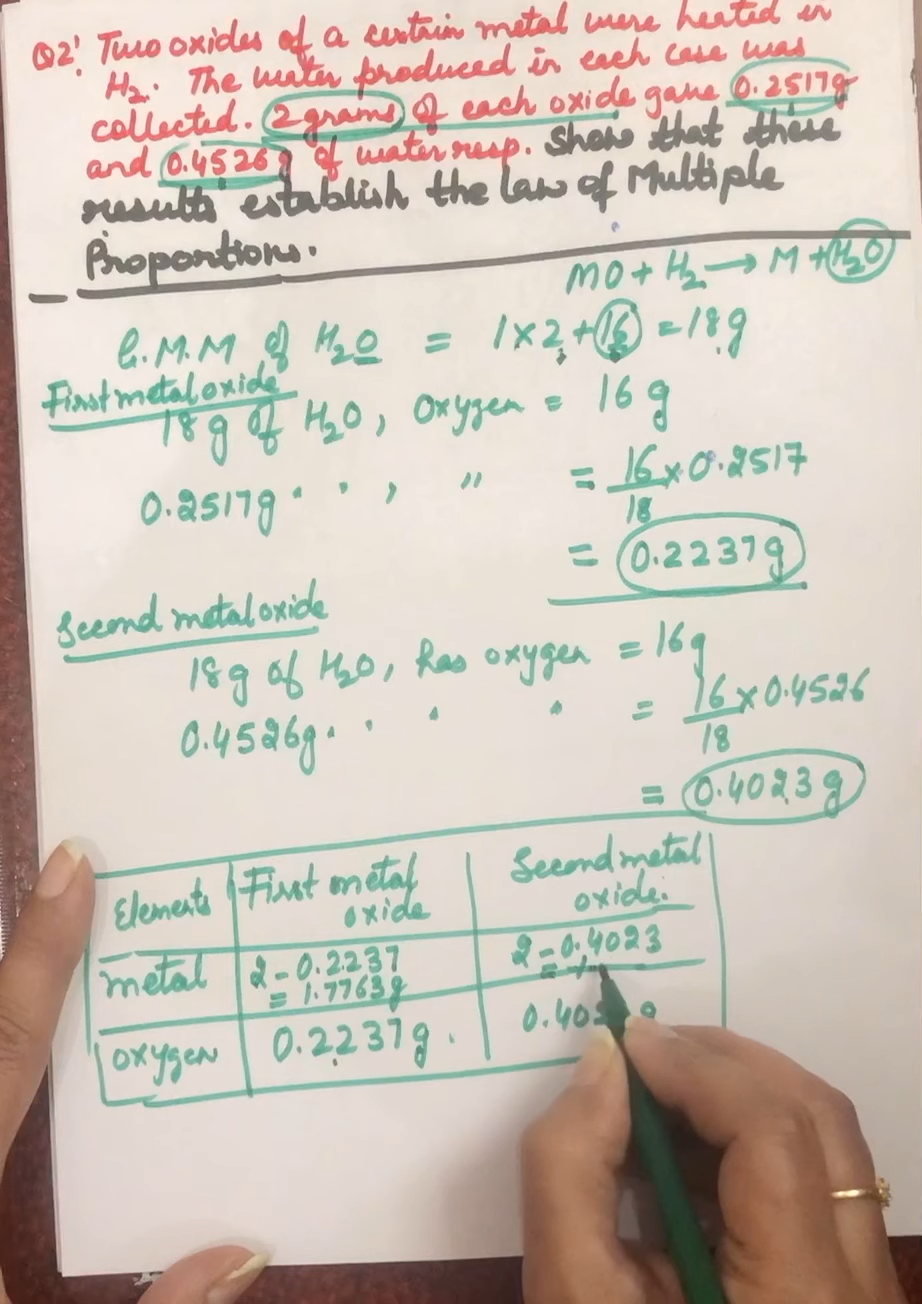 Q2! Two oxides of a certain metal were heated in
H₂. The water produced in each case was
collected. 2 grams of each oxide gave 0.2517g
and 0.4526g of water resp. Show that these
results establish the law of Multiple
Proportions.
MO + H₂ → M + H₂O
G.M.M of H₂O = 1×2+16 = 18g
First metal oxide
18g of H₂O, Oxygen = 16g
0.2517g " " , " = 16/18 × 0.2517
= 0.2237g
Second metal oxide
18g of H₂O, has oxygen = 16g
0.4526g " " " " = 16/18 × 0.4526
= 0.4023g
Elements First metal oxide Second metal oxide.
metal 2 - 0.2237 = 1.7763g 2 - 0.4023 =
oxygen 0.2237g.